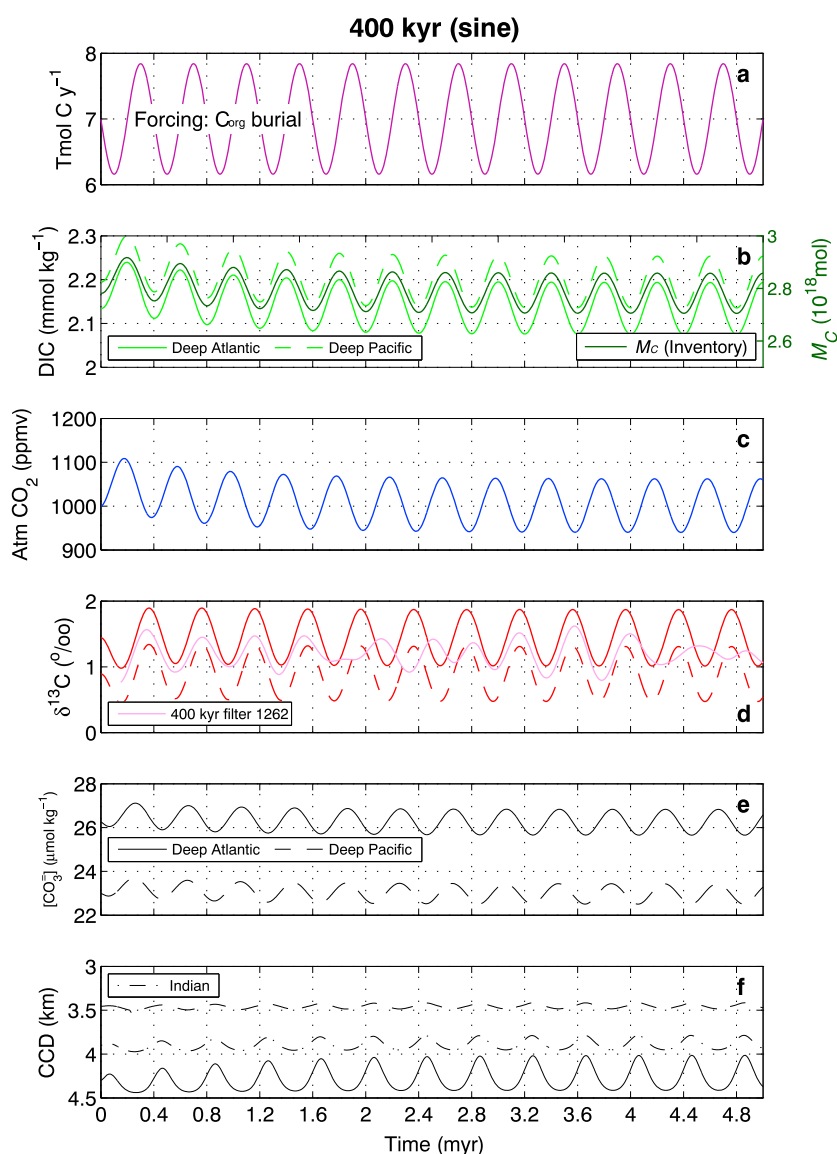 400 kyr (sine)
8
7
6
Tmol C y⁻¹
a
Forcing: Corg burial
2.3
2.2
2.1
2
DIC (mmol kg⁻¹)
b
3
2.8
2.6
M_C (10¹⁸mol)
Deep Atlantic
Deep Pacific
M_C (Inventory)
1200
1100
1000
900
Atm CO₂ (ppmv)
c
2
1
0
δ¹³C (⁰/oo)
d
400 kyr filter 1262
28
26
24
22
[CO₃⁼] (μmol kg⁻¹)
e
Deep Atlantic
Deep Pacific
3
3.5
4
4.5
CCD (km)
f
Indian
0 0.4 0.8 1.2 1.6 2 2.4 2.8 3.2 3.6 4 4.4 4.8
Time (myr)